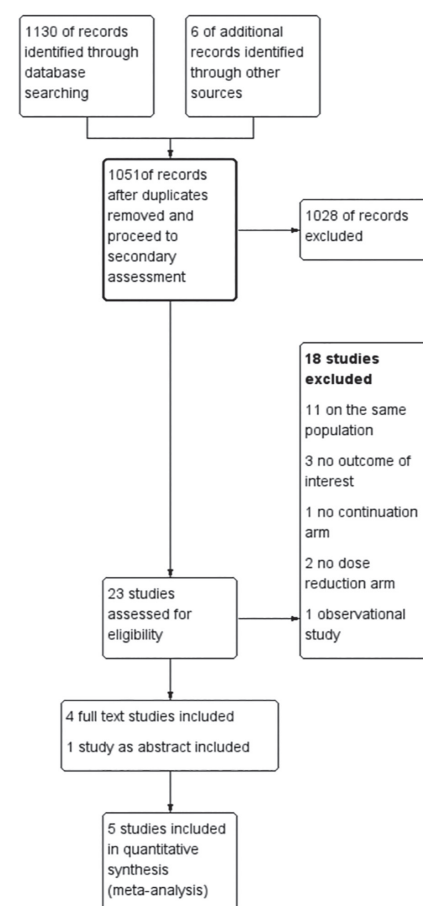 1130 of records
identified through
database
searching
6 of additional
records identified
through other
sources
1051of records
after duplicates
removed and
proceed to
secondary
assessment
1028 of records
excluded
18 studies
excluded
11 on the same
population
3 no outcome of
interest
1 no continuation
arm
2 no dose
reduction arm
1 observational
study
23 studies
assessed for
eligibility
4 full text studies included
1 study as abstract included
5 studies included
in quantitative
synthesis
(meta-analysis)